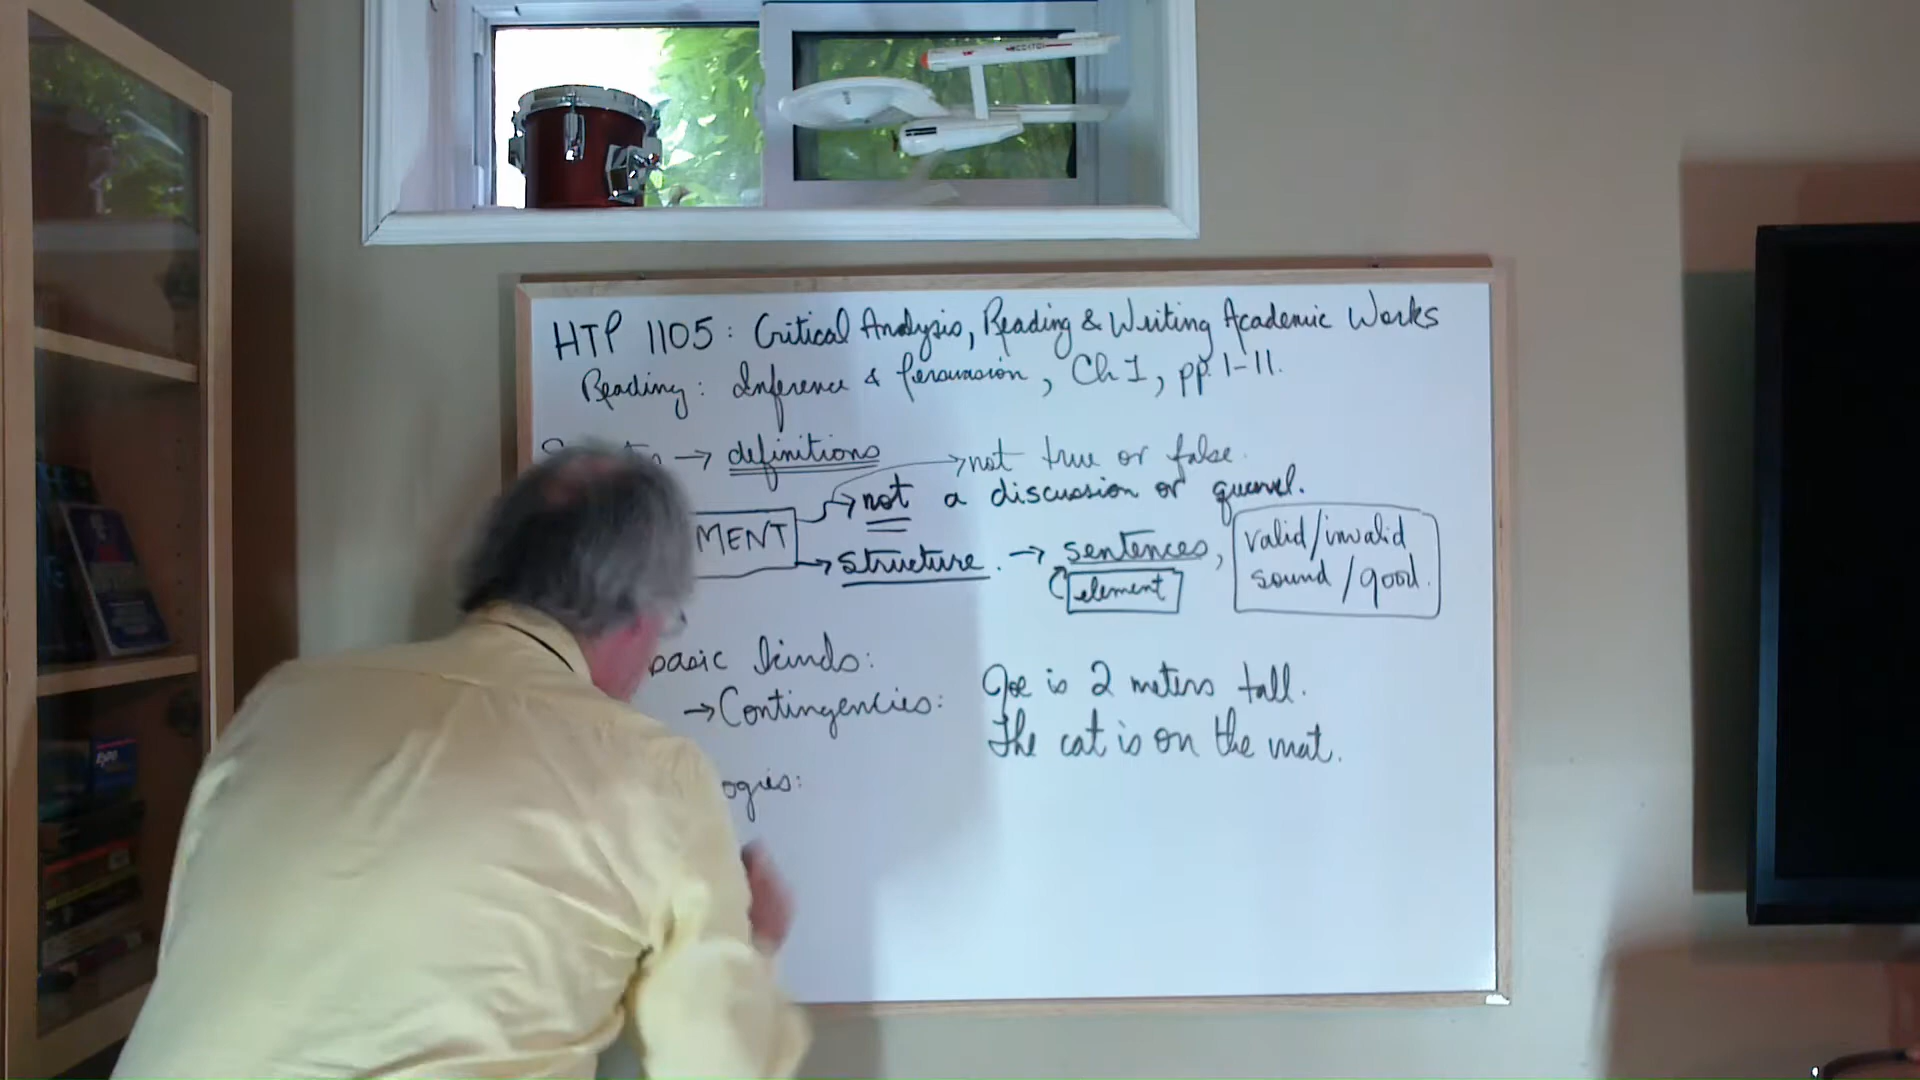 HTP 1105: Critical Analysis, Reading & Writing Academic Works
Reading: Inference & Persuasion, Ch 1, pp. 1-11.
→ definitions
→ not true or false.
→ not a discussion or quarrel.
MENT
→ structure. → sentences,
element
valid/invalid
sound/good.
basic kinds:
→ Contingencies: Joe is 2 meters tall.
The cat is on the mat.
ogies: